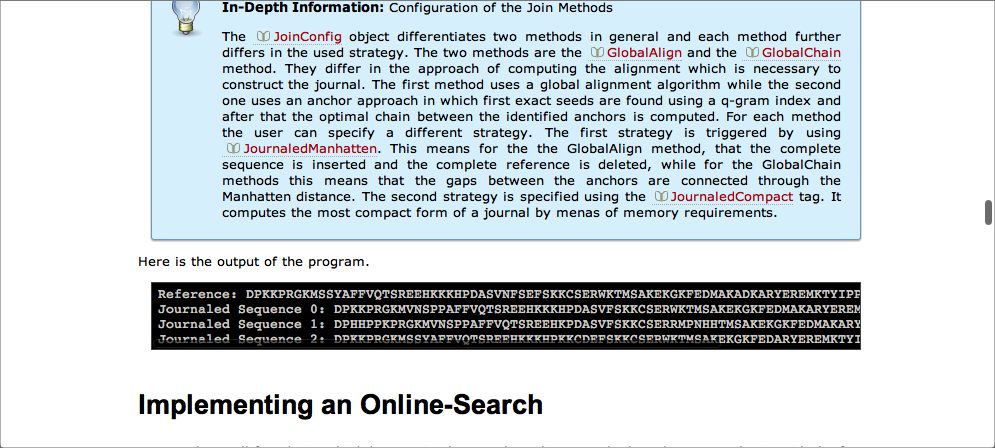 In-Depth Information: Configuration of the Join Methods
The JoinConfig object differentiates two methods in general and each method further
differs in the used strategy. The two methods are the GlobalAlign and the GlobalChain
method. They differ in the approach of computing the alignment which is necessary to
construct the journal. The first method uses a global alignment algorithm while the second
one uses an anchor approach in which first exact seeds are found using a q-gram index and
after that the optimal chain between the identified anchors is computed. For each method
the user can specify a different strategy. The first strategy is triggered by using
JournaledManhatten. This means for the the GlobalAlign method, that the complete
sequence is inserted and the complete reference is deleted, while for the GlobalChain
methods this means that the gaps between the anchors are connected through the
Manhatten distance. The second strategy is specified using the JournaledCompact tag. It
computes the most compact form of a journal by menas of memory requirements.
Here is the output of the program.
Reference: DPKKPRGKMSSYAFFVQTSREEHKKKHPDASVNFSEFSKKCSERWKTMSAKEKGKFEDMAKADKARYEREMKTYIPP
Journaled Sequence 0: DPKKPRGKMVNSPPAFFVQTSREEHKKKHPDASVFSKKCSERWKTMSAKEKGKFEDMAKARYEREM
Journaled Sequence 1: DPHHPPKPRGKMVNSPPAFFVQTSREEHKPDASVFSKKCSERRMPNHHTMSAKEKGKFEDMAKARY
Journaled Sequence 2: DPKKPRGKMSSYAFFVQTSREEHKKKHPKKCDEFSKKCSERWKTMSAKEKGKFEDARYEREMKTYI
Implementing an Online-Search